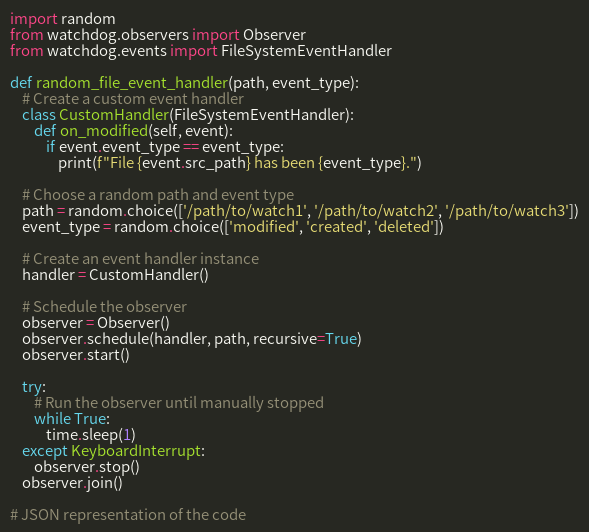 import random
from watchdog.observers import Observer
from watchdog.events import FileSystemEventHandler

def random_file_event_handler(path, event_type):
    # Create a custom event handler
    class CustomHandler(FileSystemEventHandler):
        def on_modified(self, event):
            if event.event_type == event_type:
                print(f"File {event.src_path} has been {event_type}.")

    # Choose a random path and event type
    path = random.choice(['/path/to/watch1', '/path/to/watch2', '/path/to/watch3'])
    event_type = random.choice(['modified', 'created', 'deleted'])

    # Create an event handler instance
    handler = CustomHandler()

    # Schedule the observer
    observer = Observer()
    observer.schedule(handler, path, recursive=True)
    observer.start()

    try:
        # Run the observer until manually stopped
        while True:
            time.sleep(1)
    except KeyboardInterrupt:
        observer.stop()
    observer.join()

# JSON representation of the code